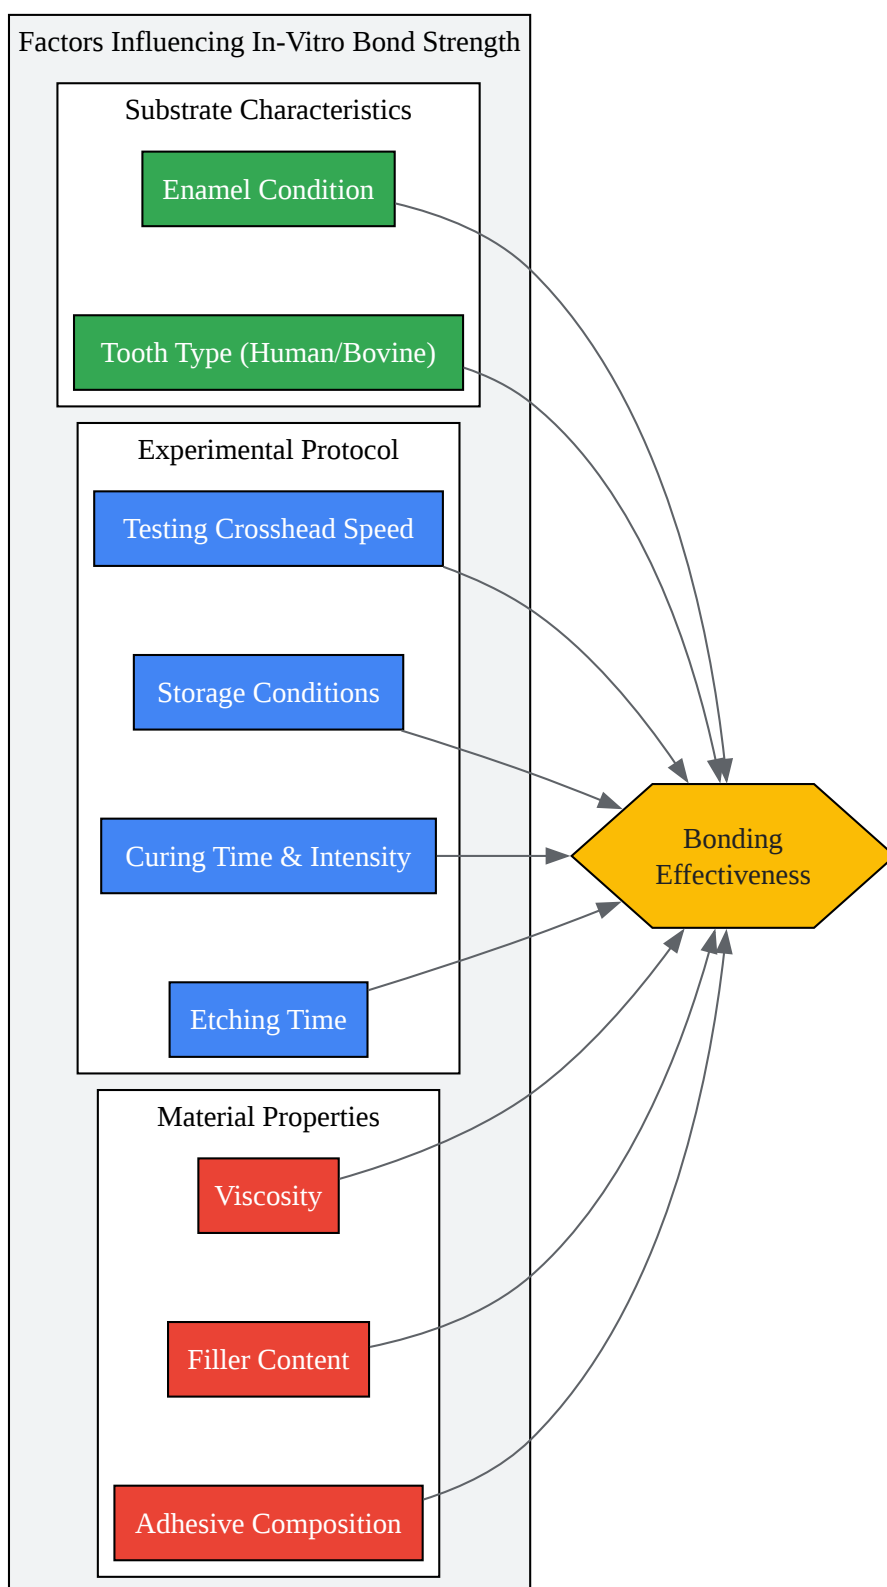 Factors Influencing In-Vitro Bond Strength
Substrate Characteristics
Enamel Condition
Tooth Type (Human/Bovine)
Experimental Protocol
Testing Crosshead Speed
Storage Conditions
Curing Time & Intensity
Etching Time
Material Properties
Viscosity
Filler Content
Adhesive Composition
Bonding
Effectiveness